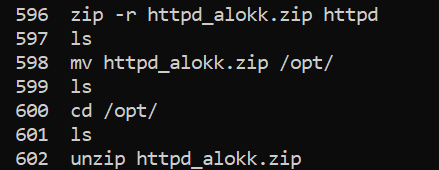 596 zip -r httpd_alokk.zip httpd
597 ls
598 mv httpd_alokk.zip /opt/
599 ls
600 cd /opt/
601 ls
602 unzip httpd_alokk.zip